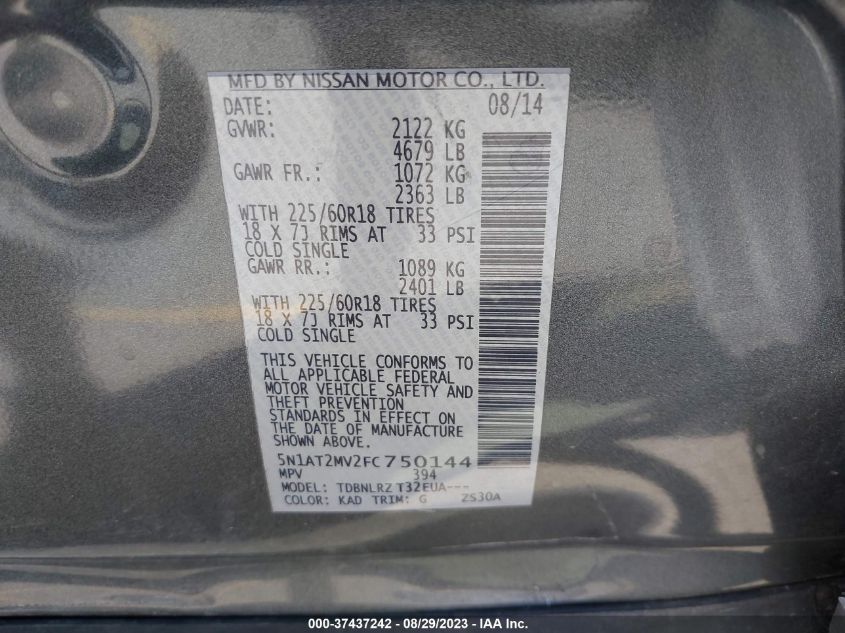 MFD BY NISSAN MOTOR CO., LTD.
DATE: 08/14
GVWR: 2122 KG
4679 LB
GAWR FR.: 1072 KG
2363 LB
WITH 225/60R18 TIRES
18 X 7J RIMS AT 33 PSI
COLD SINGLE
GAWR RR.: 1089 KG
2401 LB
WITH 225/60R18 TIRES
18 X 7J RIMS AT 33 PSI
COLD SINGLE
THIS VEHICLE CONFORMS TO
ALL APPLICABLE FEDERAL
MOTOR VEHICLE SAFETY AND
THEFT PREVENTION
STANDARDS IN EFFECT ON
THE DATE OF MANUFACTURE
SHOWN ABOVE.
5N1AT2MV2FC750144
MPV 394
MODEL: TDBNLRZ T32EUA---
COLOR: KAD TRIM: G ZS30A
000-37437242 - 08/29/2023 - IAA Inc.